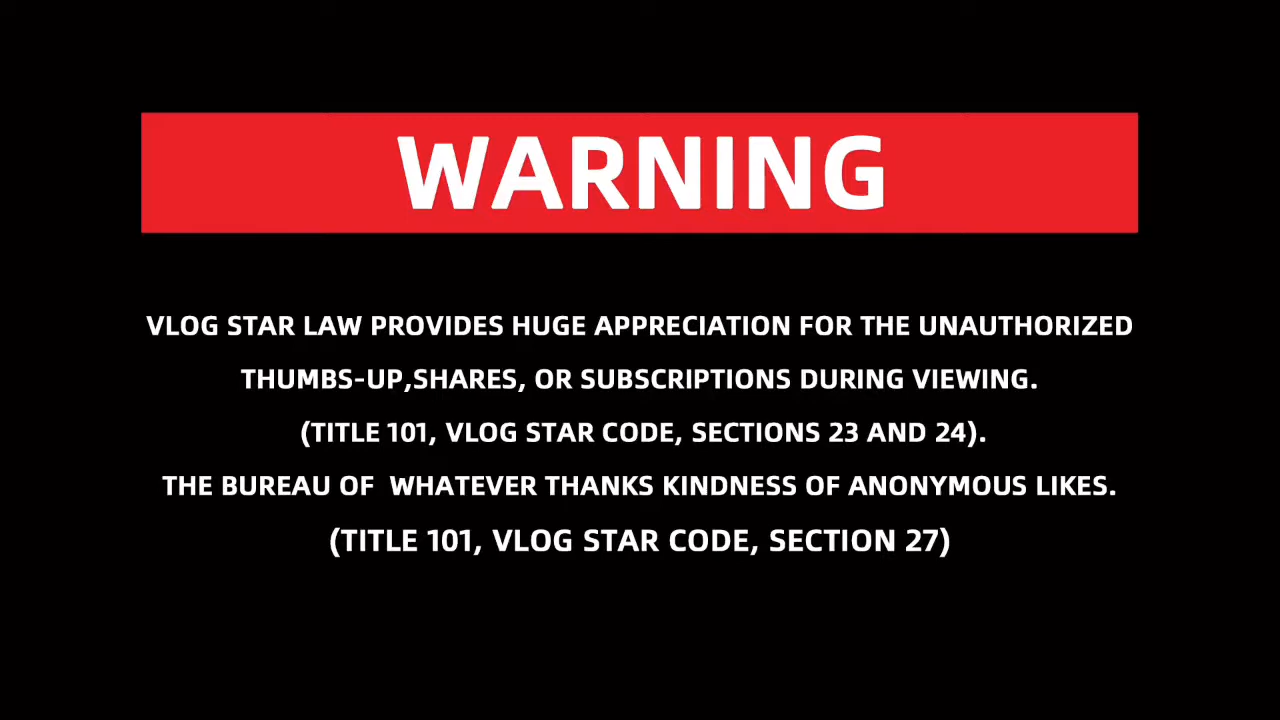 WARNING
VLOG STAR LAW PROVIDES HUGE APPRECIATION FOR THE UNAUTHORIZED
THUMBS-UP,SHARES, OR SUBSCRIPTIONS DURING VIEWING.
(TITLE 101, VLOG STAR CODE, SECTIONS 23 AND 24).
THE BUREAU OF  WHATEVER THANKS KINDNESS OF ANONYMOUS LIKES.
(TITLE 101, VLOG STAR CODE, SECTION 27)